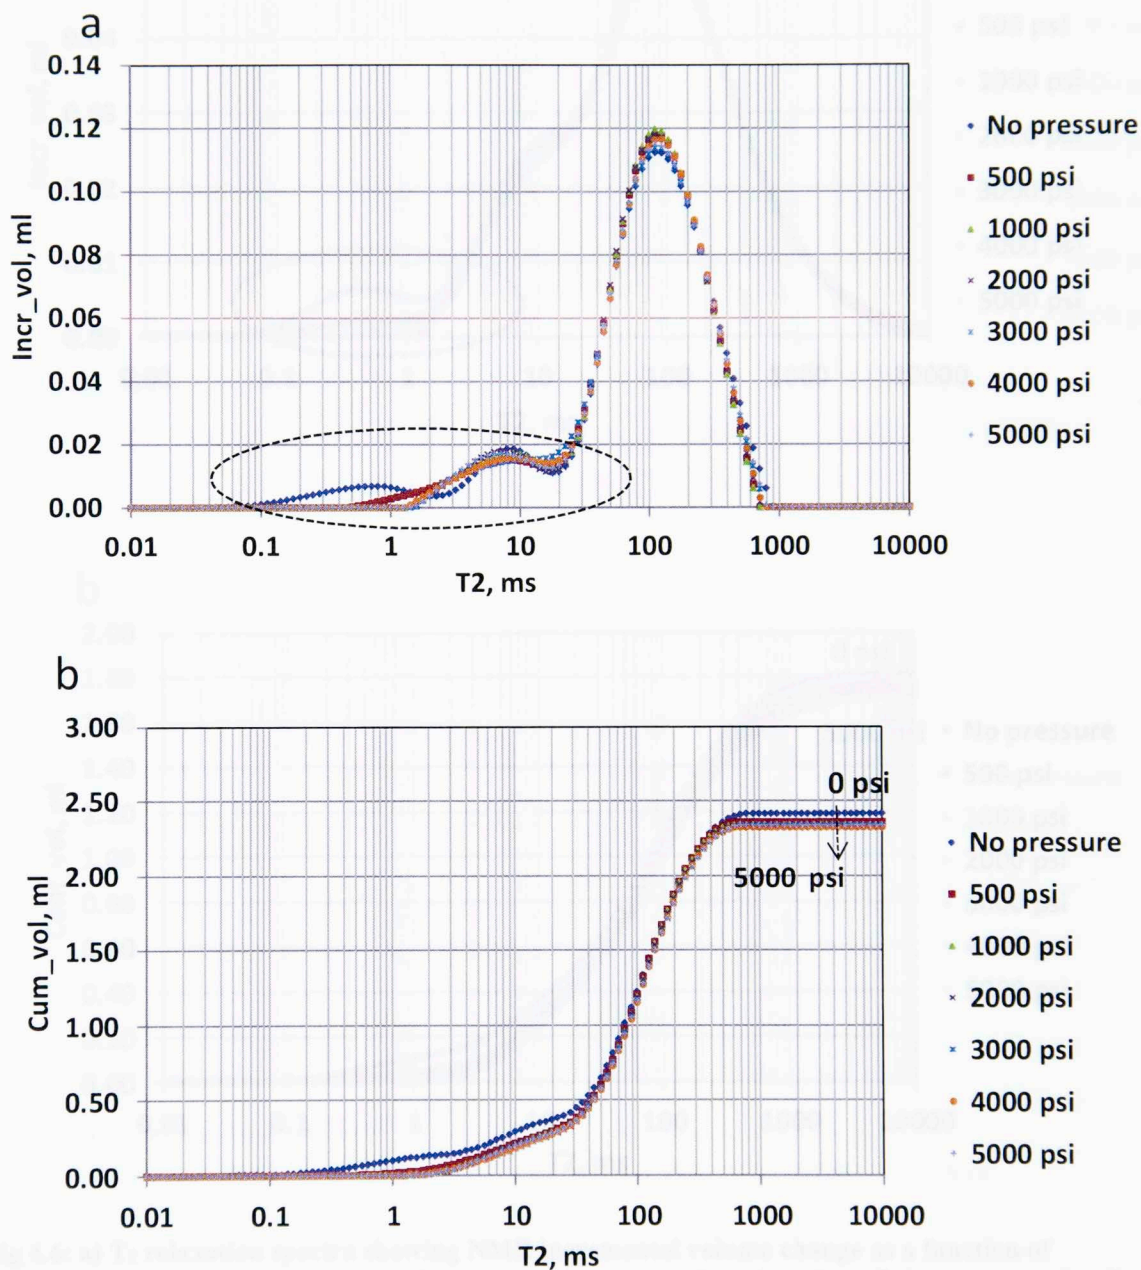 a
0.14
0.12
0.10
0.08
0.06
0.04
0.02
0.00
Incr_vol, ml
0.01 0.1 1 10 100 1000 10000
T2, ms
No pressure
500 psi
1000 psi
2000 psi
3000 psi
4000 psi
5000 psi
b
3.00
2.50
2.00
1.50
1.00
0.50
0.00
Cum_vol, ml
0 psi
5000 psi
0.01 0.1 1 10 100 1000 10000
T2, ms
No pressure
500 psi
1000 psi
2000 psi
3000 psi
4000 psi
5000 psi